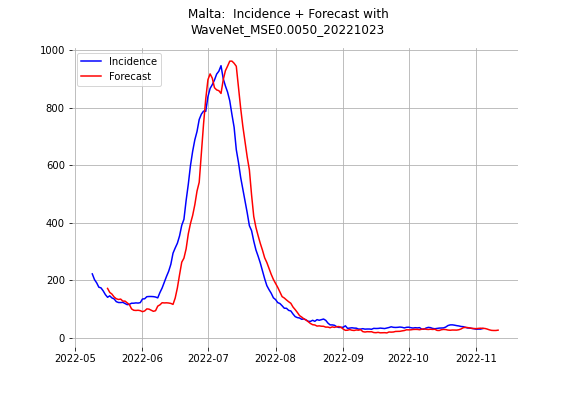 Malta:  Incidence + Forecast with
WaveNet_MSE0.0050_20221023
Incidence
Forecast
1000
800
600
400
200
0
2022-05 2022-06 2022-07 2022-08 2022-09 2022-10 2022-11